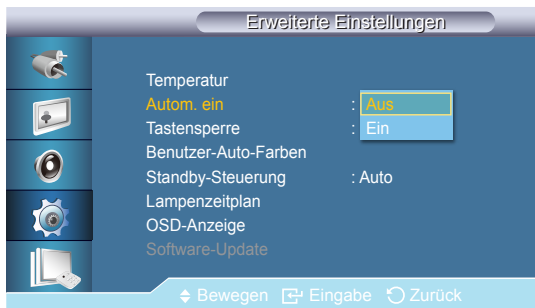 Erweiterte Einstellungen
Temperatur
Autom. ein : Aus
Tastensperre : Ein
Benutzer-Auto-Farben
Standby-Steuerung : Auto
Lampenzeitplan
OSD-Anzeige
Software-Update
Bewegen Eingabe Zurück